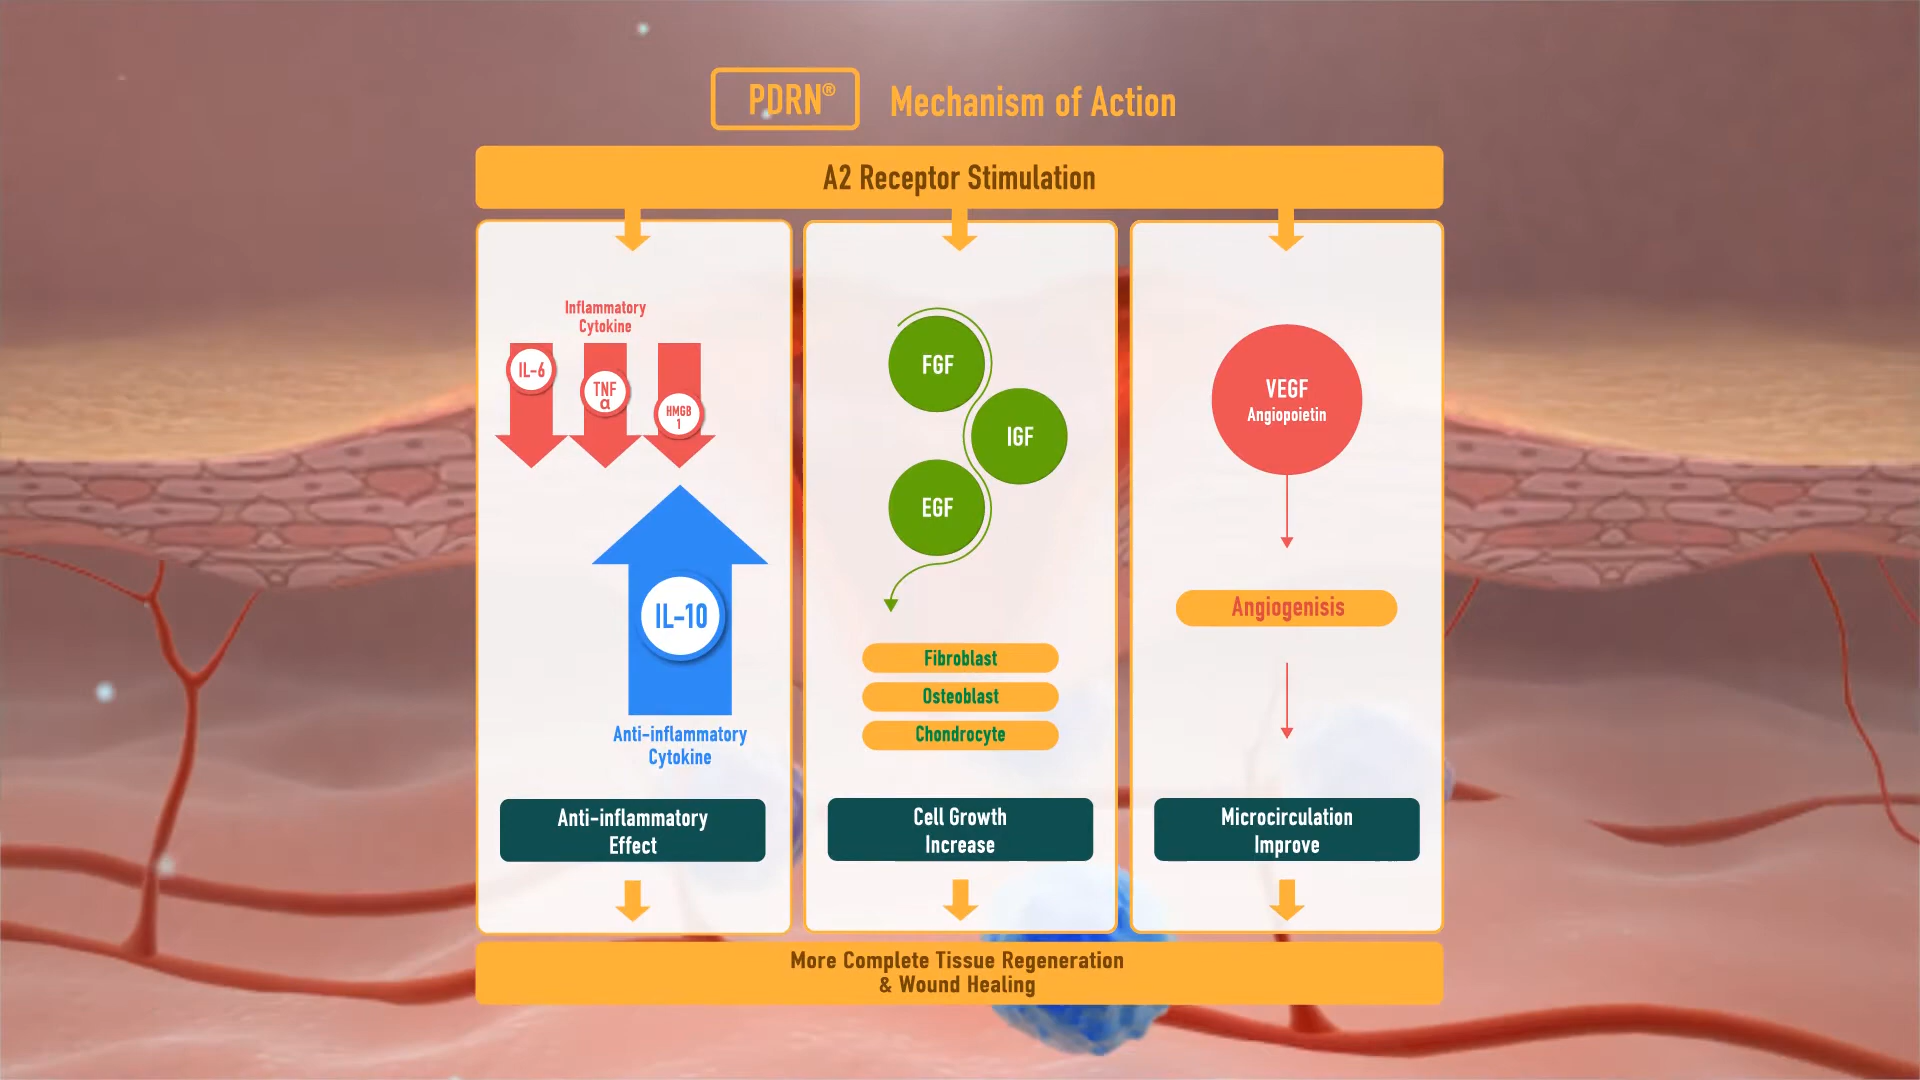 PDRN® Mechanism of Action
A2 Receptor Stimulation
Inflammatory
Cytokine
IL-6
TNF
α
HMGB
1
IL-10
Anti-inflammatory
Cytokine
Anti-inflammatory
Effect
FGF
IGF
EGF
Fibroblast
Osteoblast
Chondrocyte
Cell Growth
Increase
VEGF
Angiopoietin
Angiogenisis
Microcirculation
Improve
More Complete Tissue Regeneration
& Wound Healing